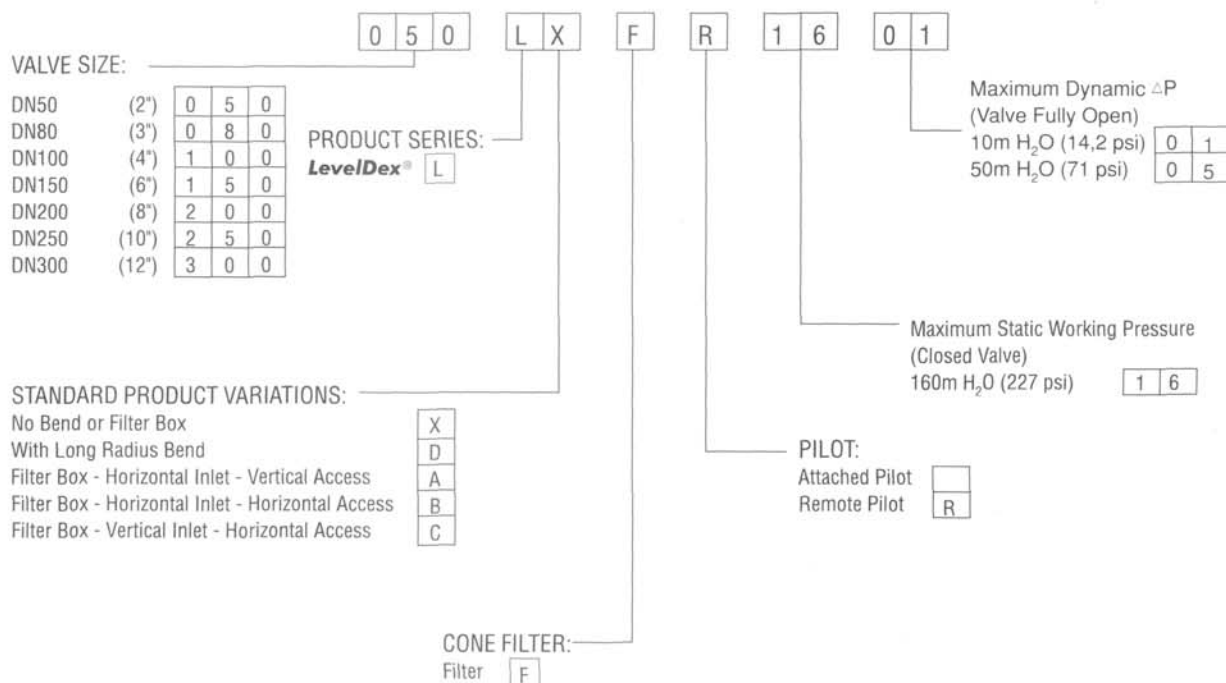 0 5 0 L X F R 1 6 0 1
VALVE SIZE:
DN50 (2") 0 5 0
DN80 (3") 0 8 0
DN100 (4") 1 0 0
DN150 (6") 1 5 0
DN200 (8") 2 0 0
DN250 (10") 2 5 0
DN300 (12") 3 0 0
PRODUCT SERIES:
LevelDex® L
Maximum Dynamic △P
(Valve Fully Open)
10m H₂O (14,2 psi) 0 1
50m H₂O (71 psi) 0 5
Maximum Static Working Pressure
(Closed Valve)
160m H₂O (227 psi) 1 6
STANDARD PRODUCT VARIATIONS:
No Bend or Filter Box X
With Long Radius Bend D
Filter Box - Horizontal Inlet - Vertical Access A
Filter Box - Horizontal Inlet - Horizontal Access B
Filter Box - Vertical Inlet - Horizontal Access C
PILOT:
Attached Pilot
Remote Pilot R
CONE FILTER:
Filter F